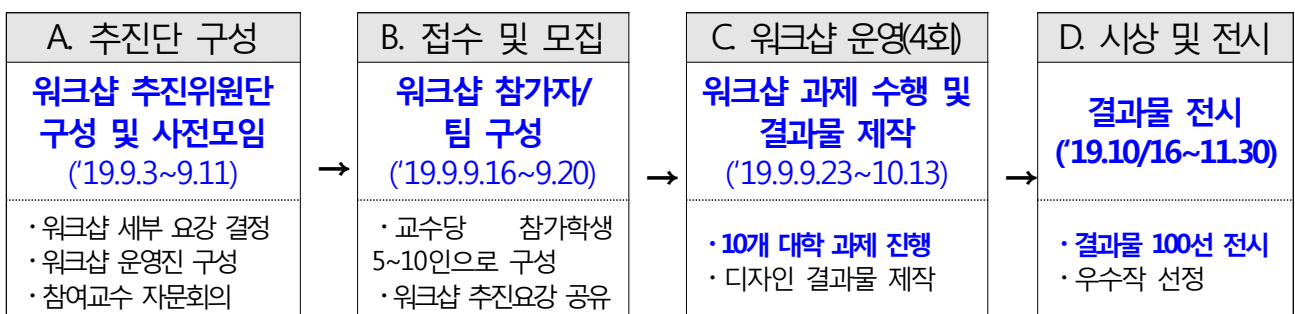 A. 추진단 구성
워크샵 추진위원단
구성 및 사전모임
('19.9.3~9.11)
·워크샵 세부 요강 결정
·워크샵 운영진 구성
·참여교수 자문회의
→
B. 접수 및 모집
워크샵 참가자/
팀 구성
('19.9.9.16~9.20)
·교수당 참가학생
5~10인으로 구성
·워크샵 추진요강 공유
→
C. 워크샵 운영(4회)
워크샵 과제 수행 및
결과물 제작
('19.9.9.23~10.13)
·10개 대학 과제 진행
·디자인 결과물 제작
→
D. 시상 및 전시
결과물 전시
('19.10/16~11.30)
·결과물 100선 전시
·우수작 선정